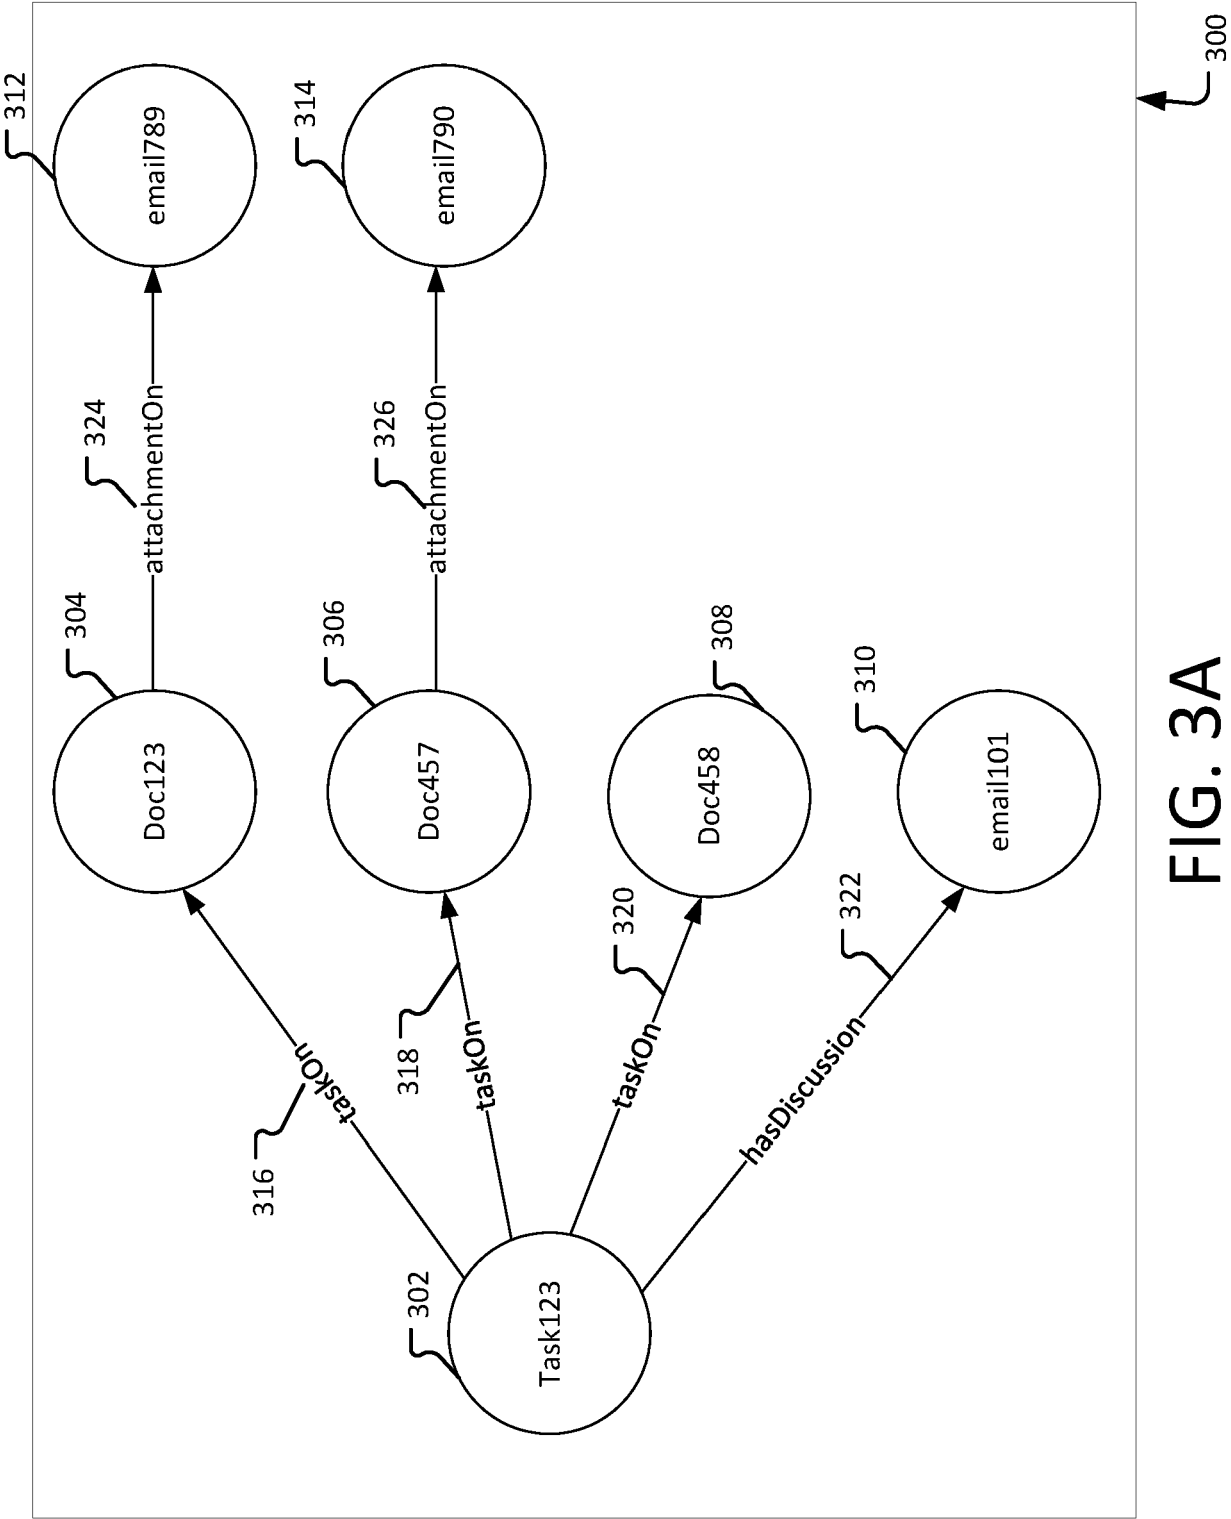 302
Task123
316
taskOn
318
taskOn
taskOn
320
hasDiscussion
322
304
Doc123
306
Doc457
308
Doc458
310
email101
324
attachmentOn
326
attachmentOn
312
email789
314
email790
300
FIG. 3A